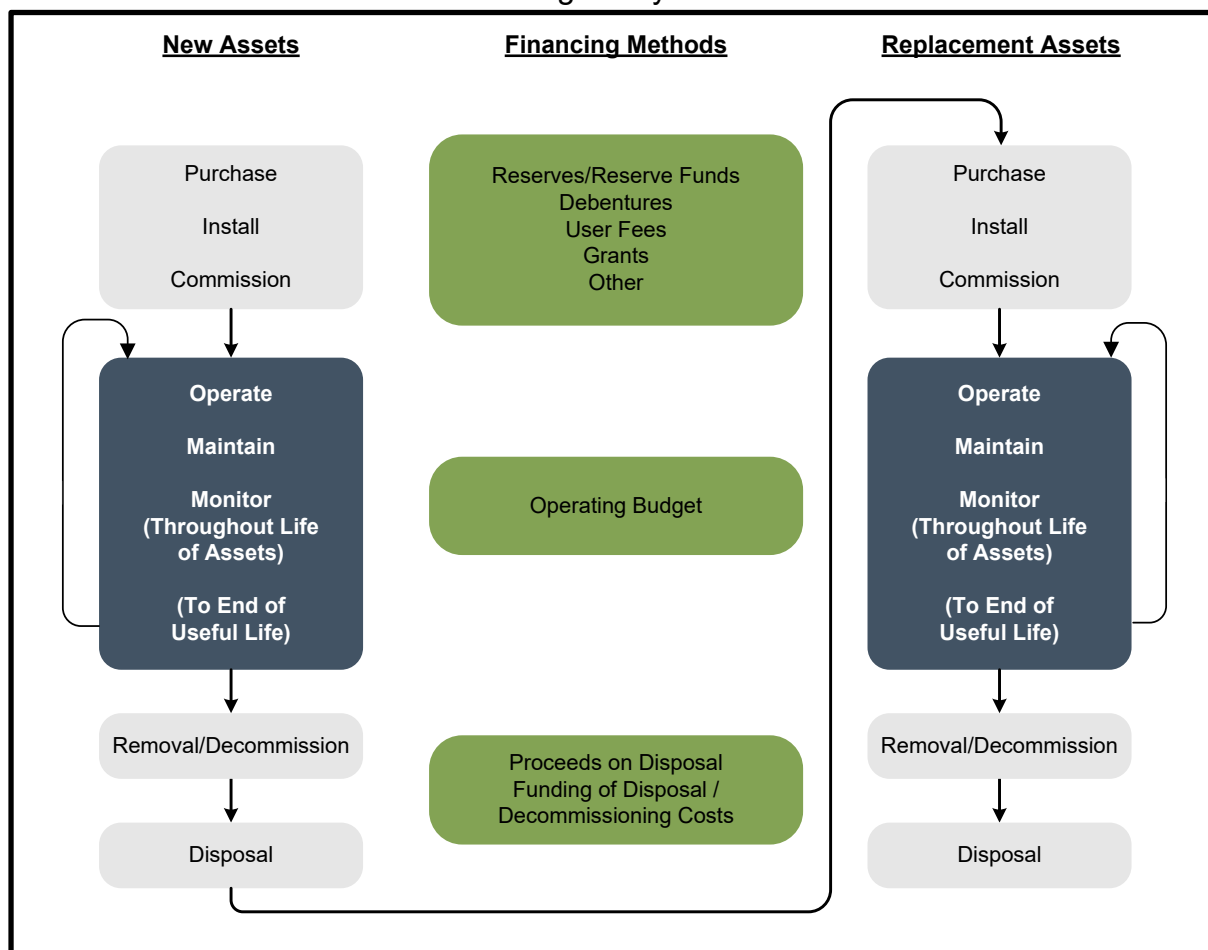 New Assets
Financing Methods
Replacement Assets
Purchase
Install
Commission
Reserves/Reserve Funds
Debentures
User Fees
Grants
Other
Purchase
Install
Commission
Operate
Maintain
Monitor
(Throughout Life
of Assets)
(To End of
Useful Life)
Operating Budget
Operate
Maintain
Monitor
(Throughout Life
of Assets)
(To End of
Useful Life)
Removal/Decommission
Disposal
Proceeds on Disposal
Funding of Disposal /
Decommissioning Costs
Removal/Decommission
Disposal